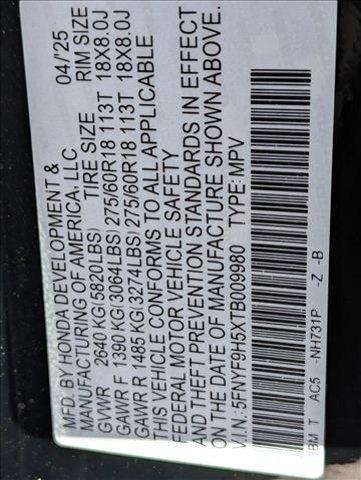 MFD. BY HONDA DEVELOPMENT & 04/25
MANUFACTURING OF AMERICA, LLC
TIRE SIZE RIM SIZE
GVWR 2640 KG(5820LBS)
GAWR F 1390 KG(3064LBS) 275/60R18 113T 18X8.0J
GAWR R 1485 KG(3274LBS) 275/60R18 113T 18X8.0J
THIS VEHICLE CONFORMS TO ALL APPLICABLE
FEDERAL MOTOR VEHICLE SAFETY
AND THEFT PREVENTION STANDARDS IN EFFECT
ON THE DATE OF MANUFACTURE SHOWN ABOVE.
V.I.N.: 5FNYF9H5XTB009980 TYPE: MPV
BM T AC5 -NH731P -Z -B